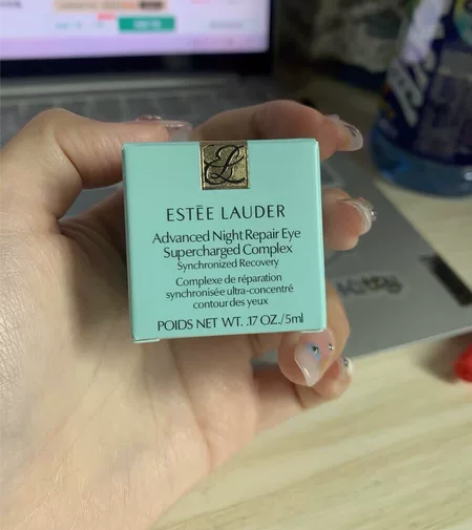 EL
ESTĒE LAUDER
Advanced Night Repair Eye
Supercharged Complex
Synchronized Recovery
Complexe de réparation
synchronisée ultra-concentré
contour des yeux
POIDS NET WT. .17 OZ./5ml